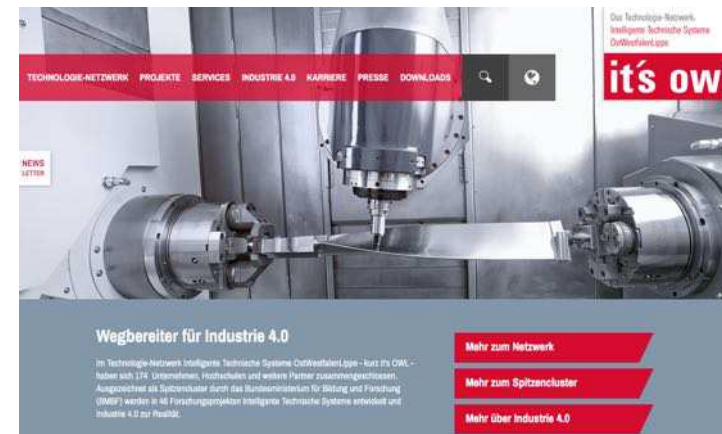 Das Technologie-Netzwerk:
Intelligente Technische Systeme
OstWestfalenLippe
it's ow
TECHNOLOGIE-NETZWERK PROJEKTE SERVICES INDUSTRIE 4.0 KARRIERE PRESSE DOWNLOADS
NEWS
LETTER
Wegbereiter für Industrie 4.0
Im Technologie-Netzwerk Intelligente Technische Systeme OstWestfalenLippe - kurz it's OWL -
haben sich 174 Unternehmen, Hochschulen und weitere Partner zusammengeschlossen.
Ausgezeichnet als Spitzencluster durch das Bundesministerium für Bildung und Forschung
(BMBF) werden in 46 Forschungsprojekten Intelligente Technische Systeme entwickelt und
Industrie 4.0 zur Realität.
Mehr zum Netzwerk
Mehr zum Spitzencluster
Mehr über Industrie 4.0